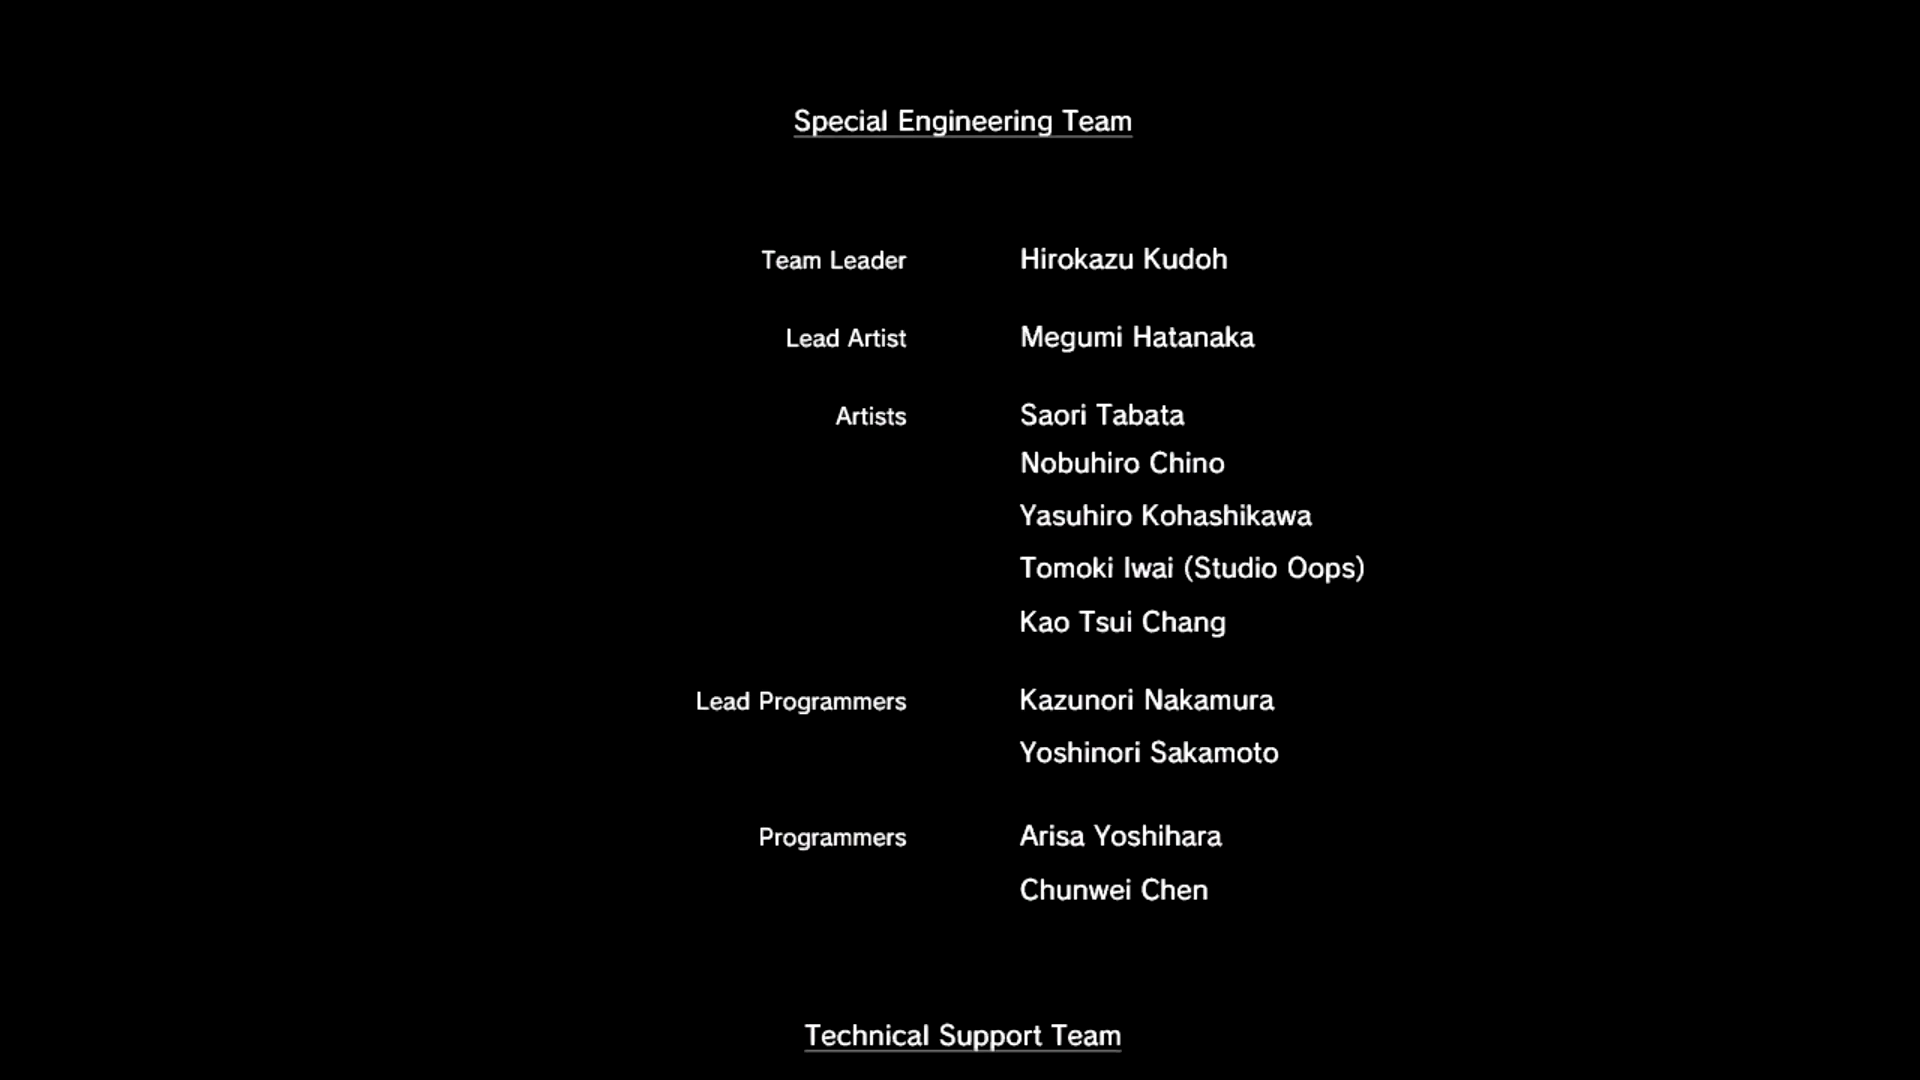 Special Engineering Team
Team Leader Hirokazu Kudoh
Lead Artist Megumi Hatanaka
Artists Saori Tabata
Nobuhiro Chino
Yasuhiro Kohashikawa
Tomoki Iwai (Studio Oops)
Kao Tsui Chang
Lead Programmers Kazunori Nakamura
Yoshinori Sakamoto
Programmers Arisa Yoshihara
Chunwei Chen
Technical Support Team